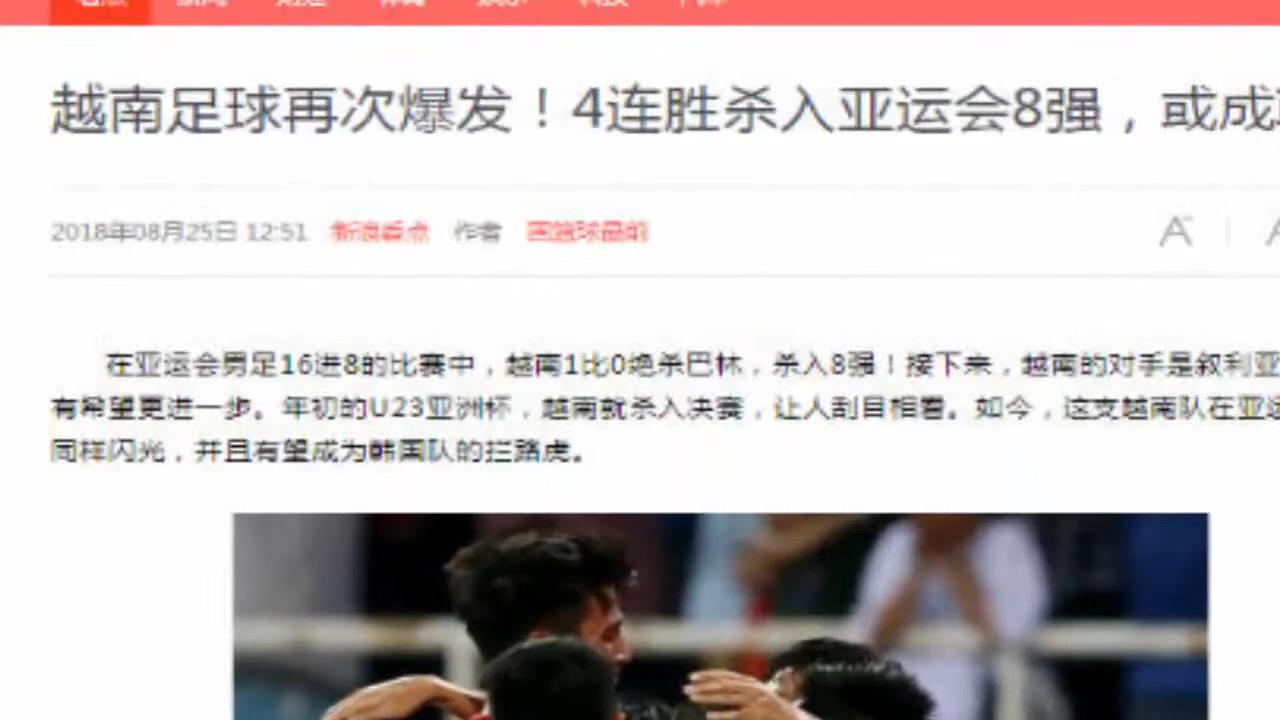 越南足球再次爆发！4连胜杀入亚运会8强，或成
2018年08月25日 12:51 新浪看点 作者
在亚运会男足16进8的比赛中，越南1比0绝杀巴林，杀入8强！接下来，越南的对手是叙利亚
有希望更进一步。年初的U23亚洲杯，越南就杀入决赛，让人刮目相看。如今，这支越南队在亚运
同样闪光，并且有望成为韩国队的拦路虎。